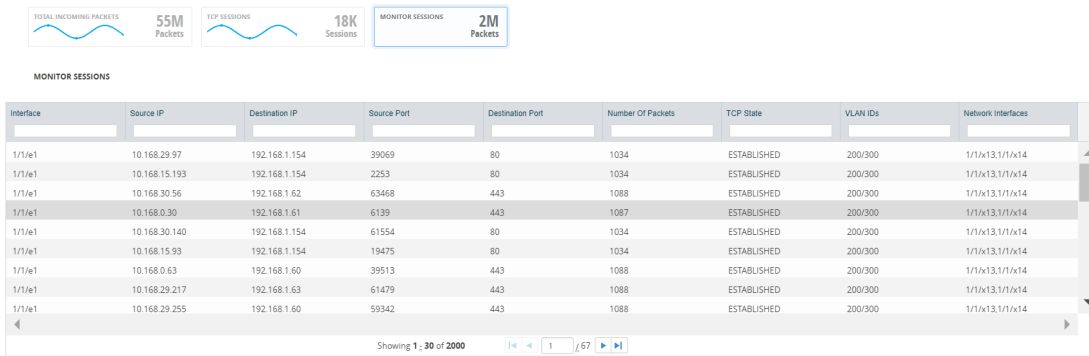 TOTAL INCOMING PACKETS 55M Packets
TCP SESSIONS 18K Sessions
MONITOR SESSIONS 2M Packets
MONITOR SESSIONS
Interface Source IP Destination IP Source Port Destination Port Number Of Packets TCP State VLAN IDs Network Interfaces
1/1/e1 10.168.29.97 192.168.1.154 39069 80 1034 ESTABLISHED 200/300 1/1/x13,1/1/x14
1/1/e1 10.168.15.193 192.168.1.154 2253 80 1034 ESTABLISHED 200/300 1/1/x13,1/1/x14
1/1/e1 10.168.30.56 192.168.1.62 63468 443 1088 ESTABLISHED 200/300 1/1/x13,1/1/x14
1/1/e1 10.168.0.30 192.168.1.61 6139 443 1087 ESTABLISHED 200/300 1/1/x13,1/1/x14
1/1/e1 10.168.30.140 192.168.1.154 61554 80 1034 ESTABLISHED 200/300 1/1/x13,1/1/x14
1/1/e1 10.168.15.93 192.168.1.154 19475 80 1034 ESTABLISHED 200/300 1/1/x13,1/1/x14
1/1/e1 10.168.0.63 192.168.1.60 39513 443 1088 ESTABLISHED 200/300 1/1/x13,1/1/x14
1/1/e1 10.168.29.217 192.168.1.63 61479 443 1088 ESTABLISHED 200/300 1/1/x13,1/1/x14
1/1/e1 10.168.29.255 192.168.1.60 59342 443 1088 ESTABLISHED 200/300 1/1/x13,1/1/x14
Showing 1 - 30 of 2000 1 / 67